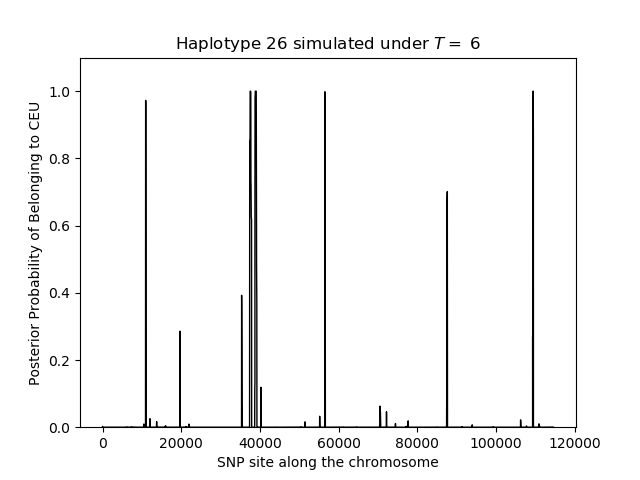 Haplotype 26 simulated under T = 6
Posterior Probability of Belonging to CEU
1.0
0.8
0.6
0.4
0.2
0.0
0 20000 40000 60000 80000 100000 120000
SNP site along the chromosome